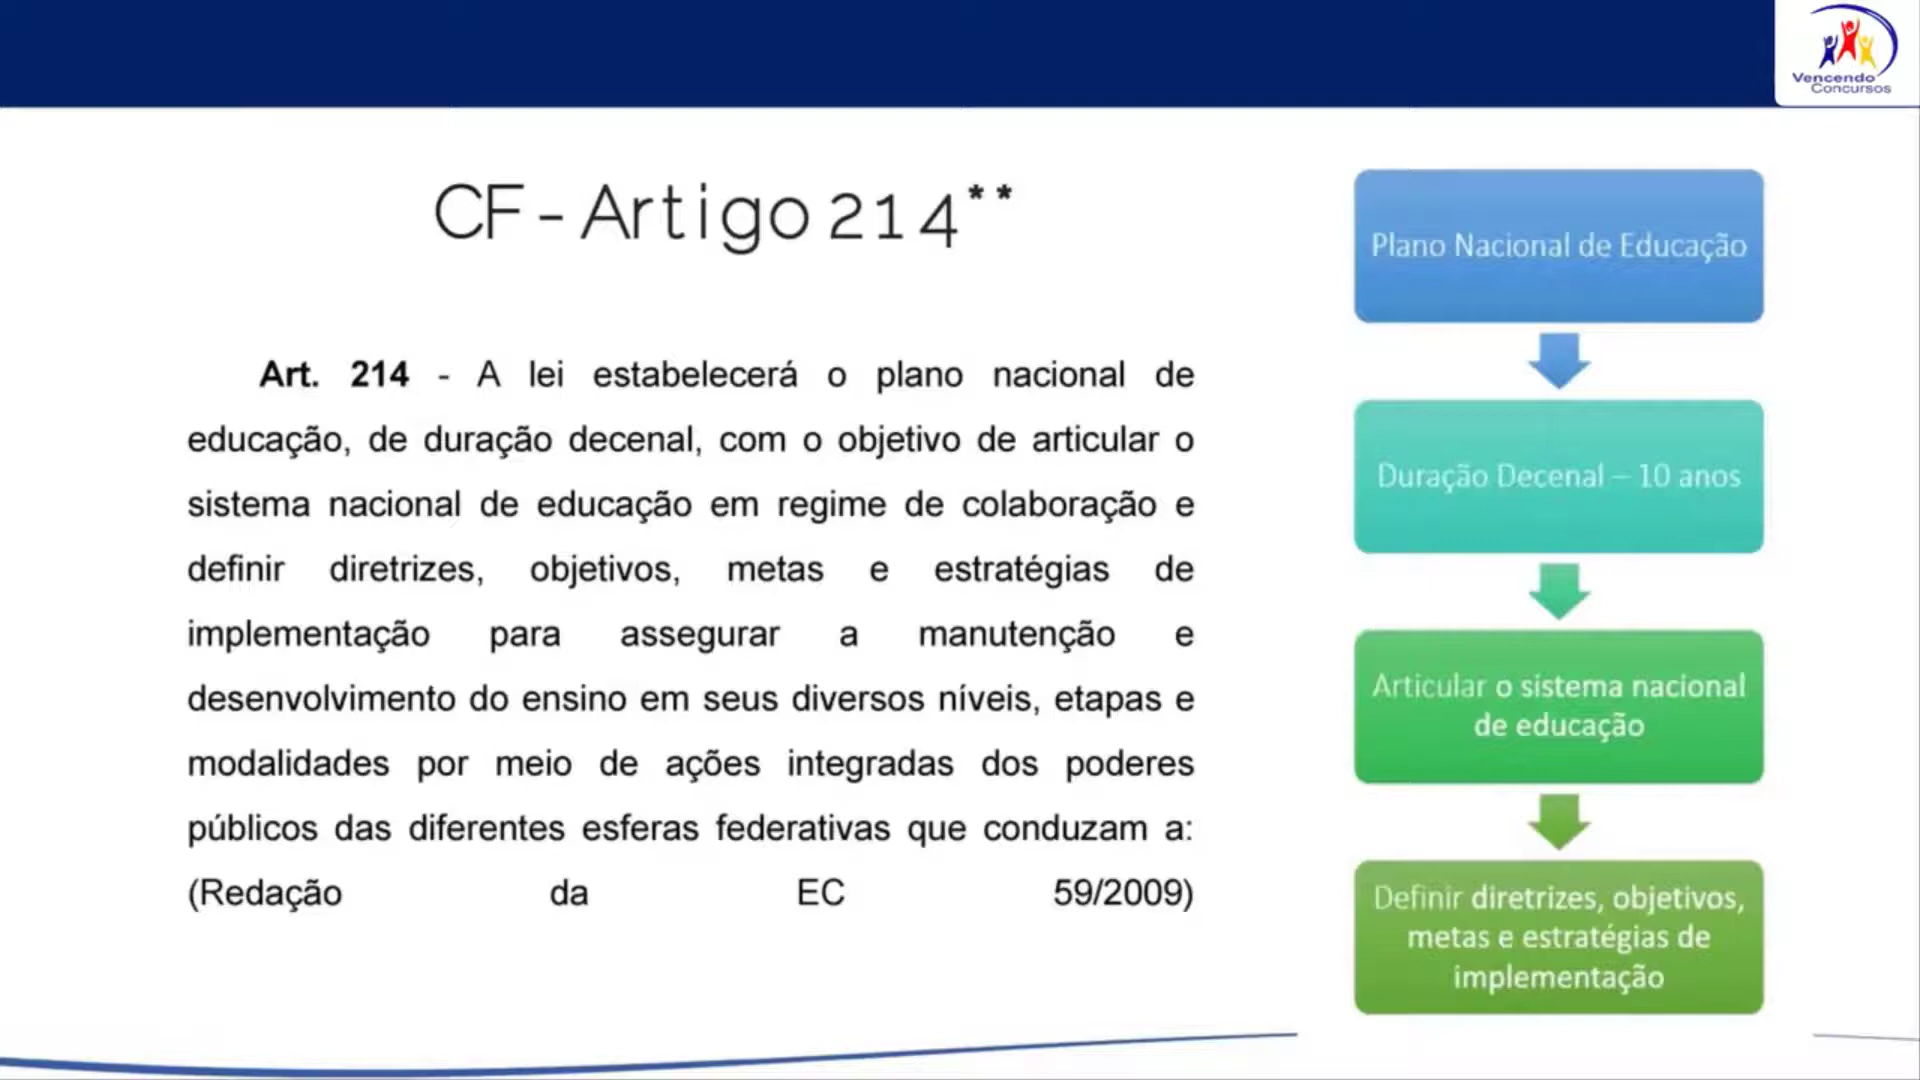 Vencendo
Concursos
CF - Artigo 214**
Art. 214 - A lei estabelecerá o plano nacional de
educação, de duração decenal, com o objetivo de articular o
sistema nacional de educação em regime de colaboração e
definir diretrizes, objetivos, metas e estratégias de
implementação para assegurar a manutenção e
desenvolvimento do ensino em seus diversos níveis, etapas e
modalidades por meio de ações integradas dos poderes
públicos das diferentes esferas federativas que conduzam a:
(Redação da EC 59/2009)
Plano Nacional de Educação
Duração Decenal – 10 anos
Articular o sistema nacional
de educação
Definir diretrizes, objetivos,
metas e estratégias de
implementação